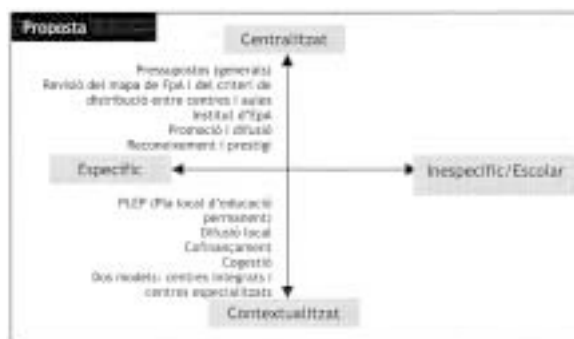 Proposta
Centralitzat
Pressupostos (generals)
Revisió del mapa de FpA i del criteri de
distribució entre centres i aules
Institut d'EpA
Promoció i difusió
Reconeixement i prestigi
Específic
Inespecífic/Escolar
PLEP (Pla local d'educació
permanent)
Difusió local
Cofinançament
Cogestió
Dos models: centres integrats i
centres especialitzats
Contextualitzat